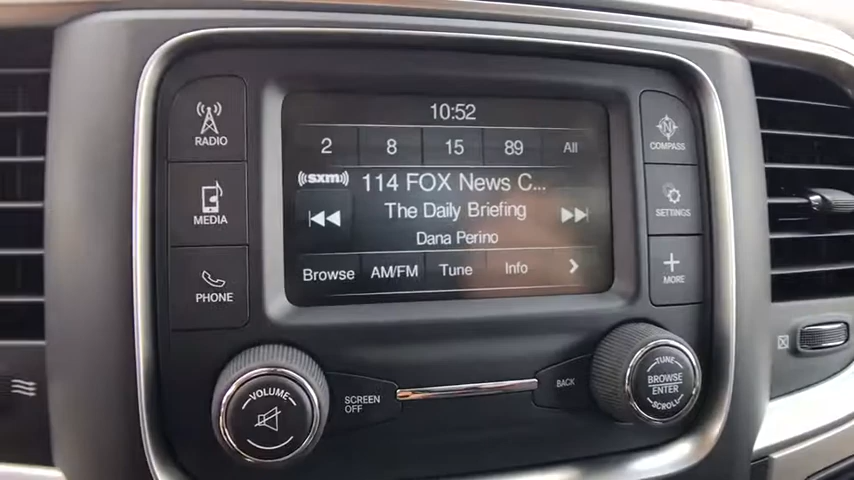 10:52
2 8 15 89 All
((sxm)) 114 FOX News C...
The Daily Briefing
Dana Perino
Browse AM/FM Tune Info
RADIO
MEDIA
PHONE
N
COMPASS
SETTINGS
MORE
VOLUME
SCREEN
OFF
BACK
TUNE
BROWSE
ENTER
SCROLL